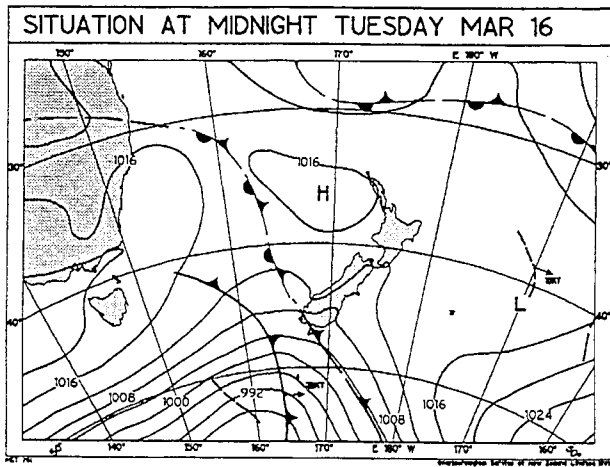 SITUATION AT MIDNIGHT TUESDAY MAR 16
150° 160° 170° E 180° W
1016
30° 1016 30°
H
L
40° 40°
1016 1008 1000 992 1008 1016 1024
140° 150° 160° 170° E 180° W 170° 160°